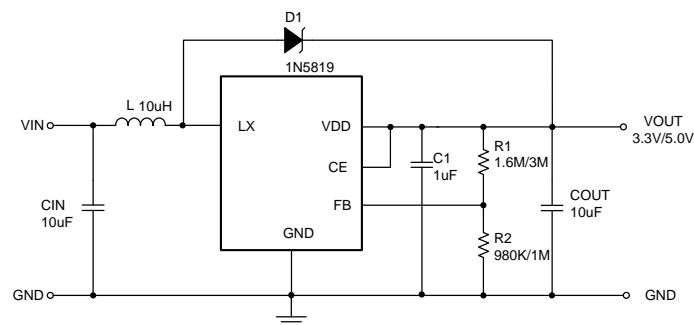 D1
1N5819
L 10uH
VIN
LX
VDD
VOUT
3.3V/5.0V
R1
1.6M/3M
C1
1uF
CE
CIN
10uF
FB
COUT
10uF
GND
R2
980K/1M
GND
GND